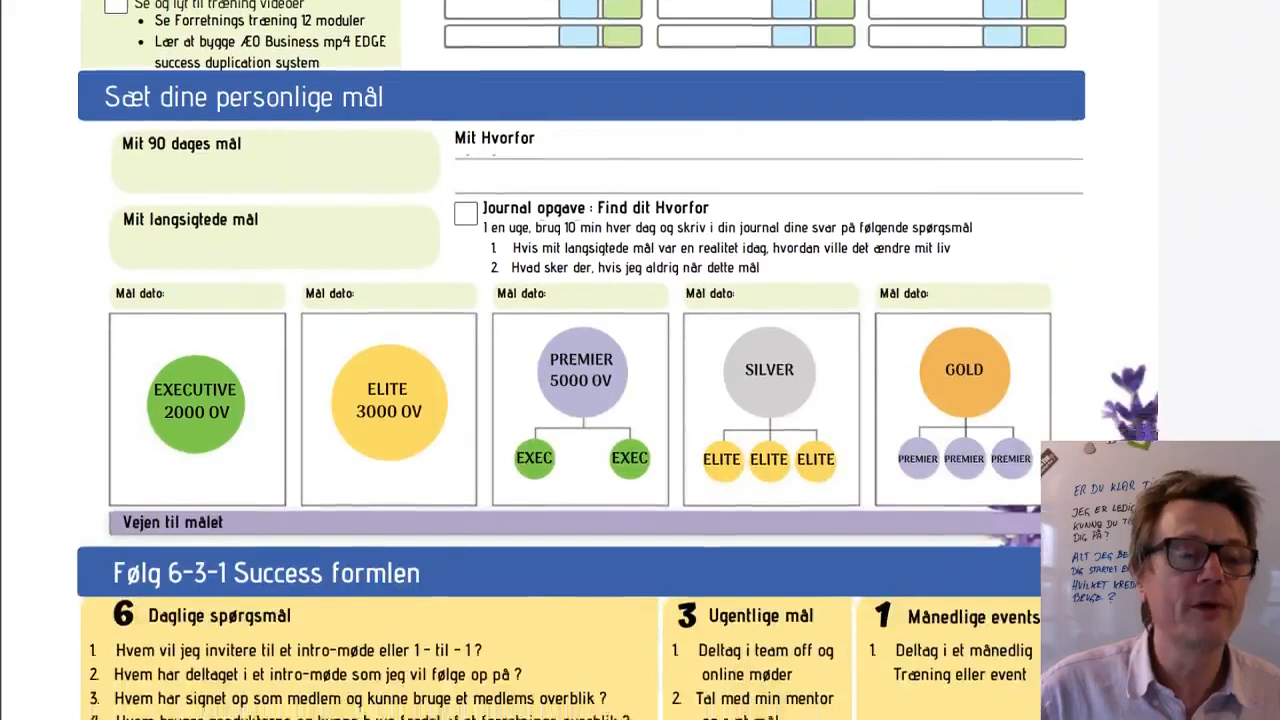 Se og lyt til træning videoer
• Se Forretnings træning 12 moduler
• Lær at bygge ÆO Business mp4 EDGE
success duplication system
Sæt dine personlige mål
Mit 90 dages mål
Mit Hvorfor
Mit langsigtede mål
Journal opgave : Find dit Hvorfor
I en uge, brug 10 min hver dag og skriv i din journal dine svar på følgende spørgsmål
1. Hvis mit langsigtede mål var en realitet idag, hvordan ville det ændre mit liv
2. Hvad sker der, hvis jeg aldrig når dette mål
Mål dato:
Mål dato:
Mål dato:
Mål dato:
Mål dato:
EXECUTIVE
2000 OV
ELITE
3000 OV
PREMIER
5000 OV
EXEC
EXEC
SILVER
ELITE
ELITE
ELITE
GOLD
PREMIER
PREMIER
PREMIER
Vejen til målet
Følg 6-3-1 Success formlen
6 Daglige spørgsmål
1. Hvem vil jeg invitere til et intro-møde eller 1 - til - 1 ?
2. Hvem har deltaget i et intro-møde som jeg vil følge op på ?
3. Hvem har signet op som medlem og kunne bruge et medlems overblik ?
3 Ugentlige mål
1. Deltag i team off og
online møder
2. Tal med min mentor
1 Månedlige events
1. Deltag i et månedlig
Træning eller event
ER DU KLAR
JEG ER LEDIG
KUNNE DU
DIG PÅ?
ALT JEG
DIG STARTET
HVILKET
BRUGE ?